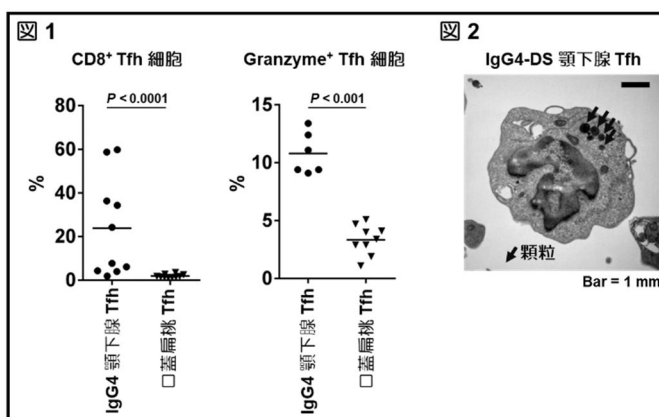 図 1
CD8⁺ Tfh 細胞
P < 0.0001
80
60
40
20
0
%
IgG4 顎下腺 Tfh
口蓋扁桃 Tfh
Granzyme⁺ Tfh 細胞
P < 0.001
15
10
5
0
%
IgG4 顎下腺 Tfh
口蓋扁桃 Tfh
図 2
IgG4-DS 顎下腺 Tfh
顆粒
Bar = 1 mm